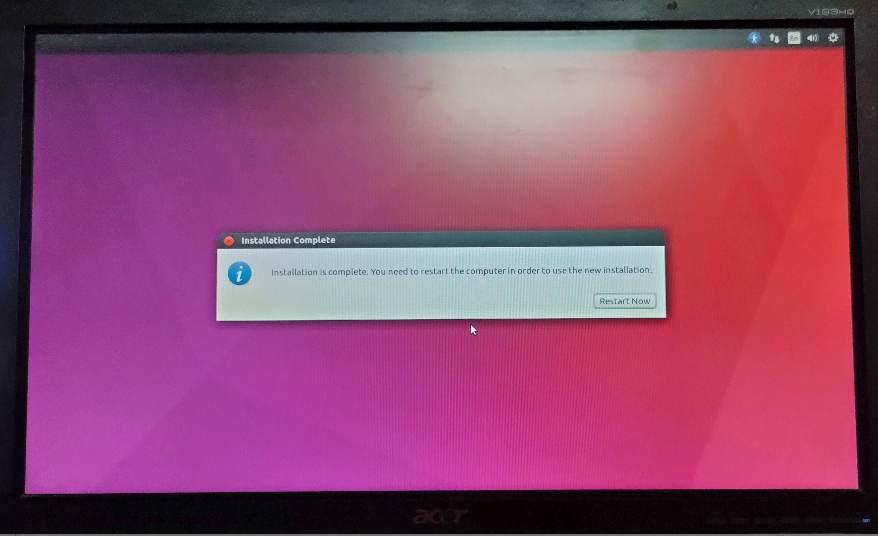 V193HQ
En
Installation Complete
i
Installation is complete. You need to restart the computer in order to use the new installation.
Restart Now
acer